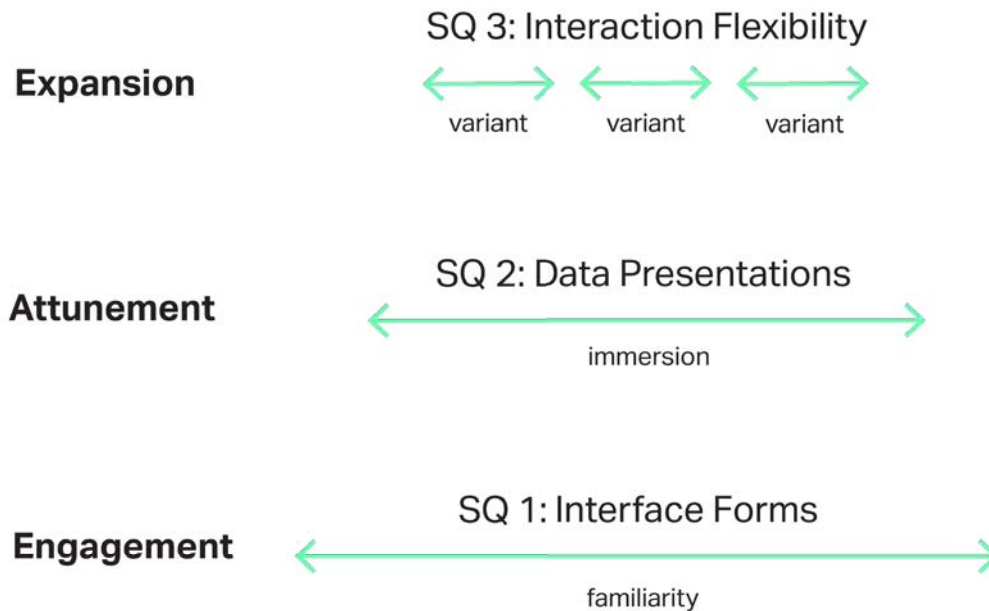 SQ 3: Interaction Flexibility
Expansion
variant variant variant
SQ 2: Data Presentations
Attunement
immersion
SQ 1: Interface Forms
Engagement
familiarity